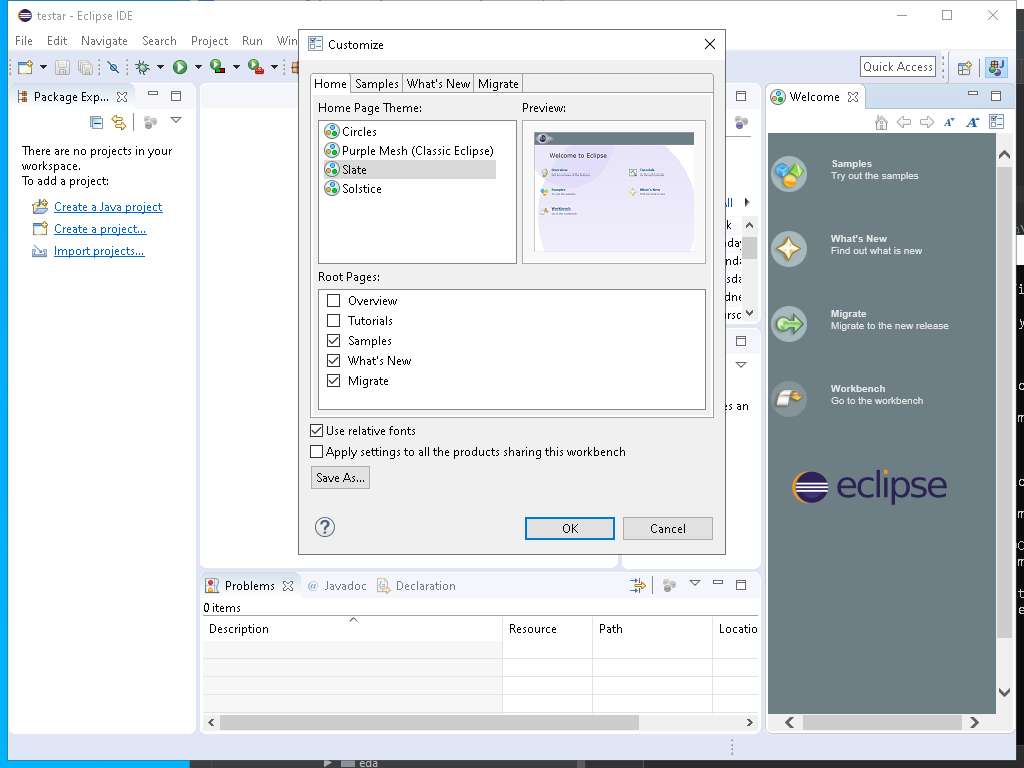 testar - Eclipse IDE
File Edit Navigate Search Project Run Win
Quick Access
Package Exp...
There are no projects in your
workspace.
To add a project:
Create a Java project
Create a project...
Import projects...
Customize
Home Samples What's New Migrate
Home Page Theme:
Circles
Purple Mesh (Classic Eclipse)
Slate
Solstice
Preview:
Welcome to Eclipse
Overview
Tutorials
Samples
What's New
Workbench
Root Pages:
Overview
Tutorials
Samples
What's New
Migrate
Use relative fonts
Apply settings to all the products sharing this workbench
Save As...
OK
Cancel
Welcome
Samples
Try out the samples
What's New
Find out what is new
Migrate
Migrate to the new release
Workbench
Go to the workbench
eclipse
Problems Javadoc Declaration
0 items
Description Resource Path Locatio
eda